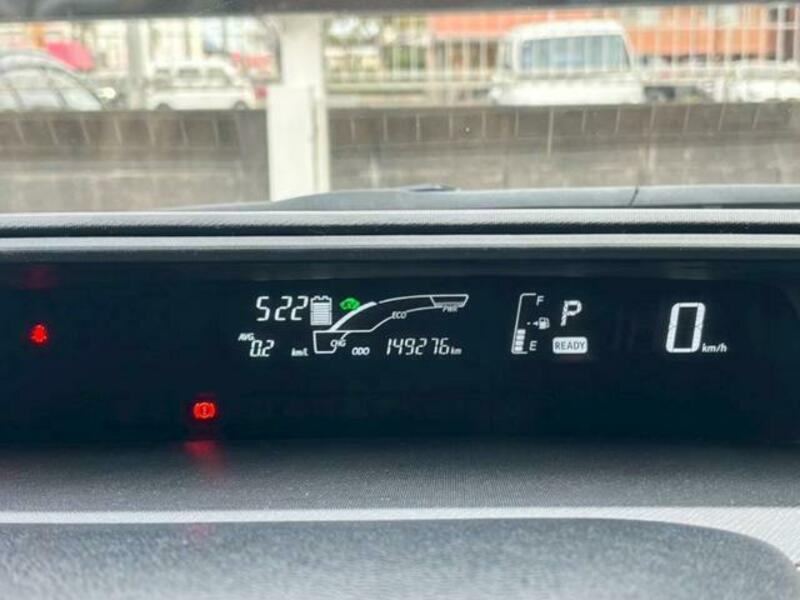 522 F P
PWR
ECO
AVG. 0.2 km/L CHG ODO 149276 km E READY 0 km/h